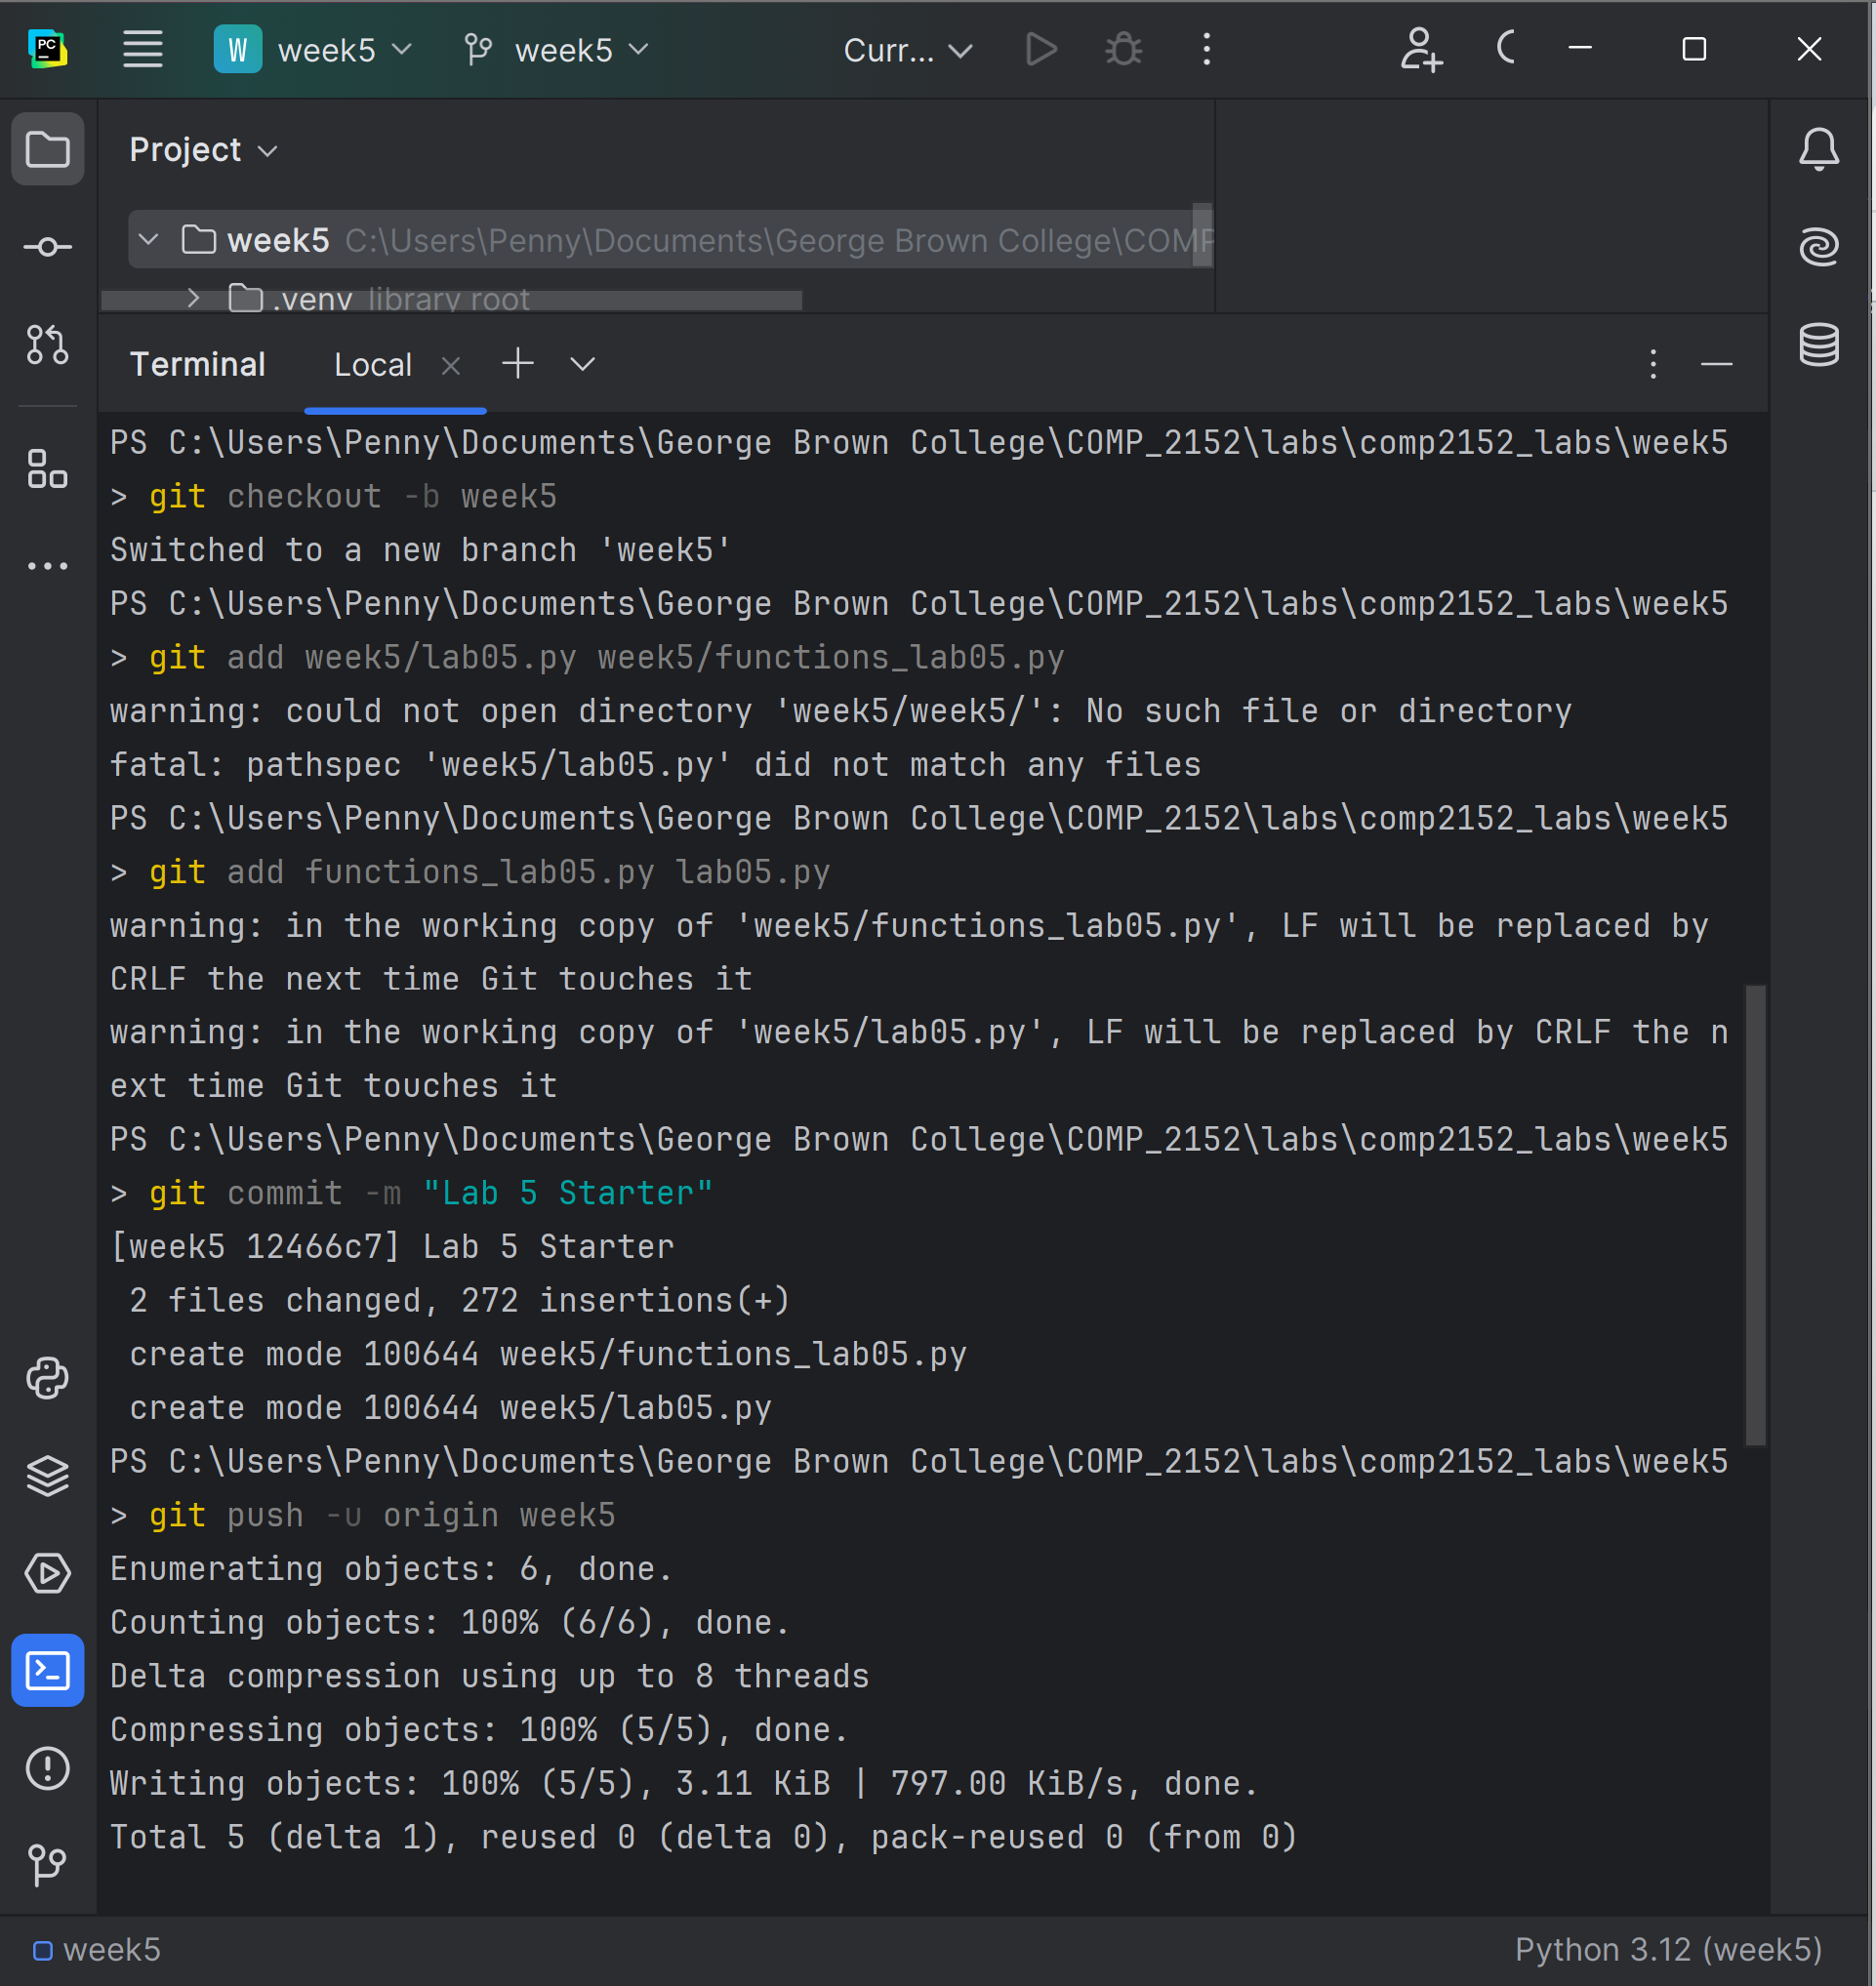 PC
W week5 week5 Curr...
Project
week5 C:\Users\Penny\Documents\George Brown College\COMP
.venv library root
Terminal Local
PS C:\Users\Penny\Documents\George Brown College\COMP_2152\labs\comp2152_labs\week5
> git checkout -b week5
Switched to a new branch 'week5'
PS C:\Users\Penny\Documents\George Brown College\COMP_2152\labs\comp2152_labs\week5
> git add week5/lab05.py week5/functions_lab05.py
warning: could not open directory 'week5/week5/': No such file or directory
fatal: pathspec 'week5/lab05.py' did not match any files
PS C:\Users\Penny\Documents\George Brown College\COMP_2152\labs\comp2152_labs\week5
> git add functions_lab05.py lab05.py
warning: in the working copy of 'week5/functions_lab05.py', LF will be replaced by
CRLF the next time Git touches it
warning: in the working copy of 'week5/lab05.py', LF will be replaced by CRLF the n
ext time Git touches it
PS C:\Users\Penny\Documents\George Brown College\COMP_2152\labs\comp2152_labs\week5
> git commit -m "Lab 5 Starter"
[week5 12466c7] Lab 5 Starter
2 files changed, 272 insertions(+)
create mode 100644 week5/functions_lab05.py
create mode 100644 week5/lab05.py
PS C:\Users\Penny\Documents\George Brown College\COMP_2152\labs\comp2152_labs\week5
> git push -u origin week5
Enumerating objects: 6, done.
Counting objects: 100% (6/6), done.
Delta compression using up to 8 threads
Compressing objects: 100% (5/5), done.
Writing objects: 100% (5/5), 3.11 KiB | 797.00 KiB/s, done.
Total 5 (delta 1), reused 0 (delta 0), pack-reused 0 (from 0)
week5 Python 3.12 (week5)